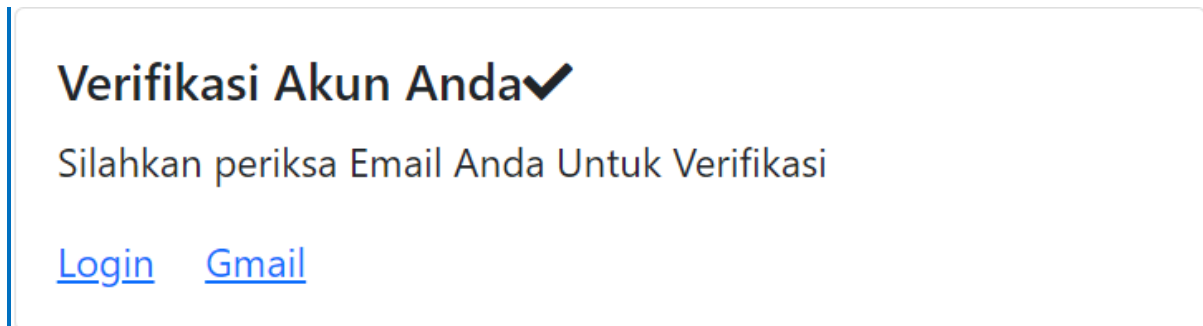 Verifikasi Akun Anda✔
Silahkan periksa Email Anda Untuk Verifikasi
Login Gmail